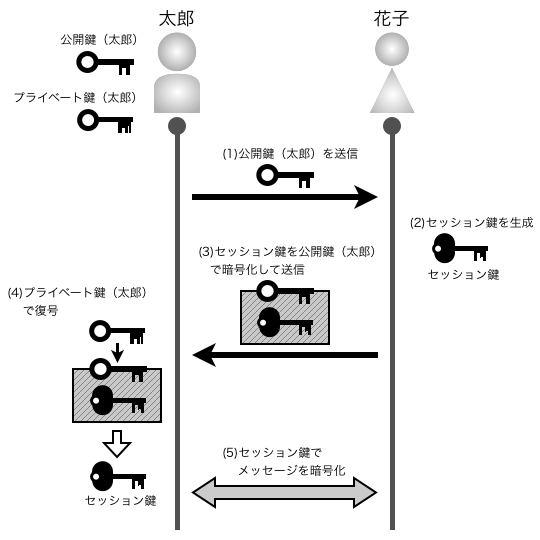 太郎
花子
公開鍵（太郎）
プライベート鍵（太郎）
(1)公開鍵（太郎）を送信
(2)セッション鍵を生成
セッション鍵
(3)セッション鍵を公開鍵（太郎）
で暗号化して送信
(4)プライベート鍵（太郎）
で復号
セッション鍵
(5)セッション鍵で
メッセージを暗号化